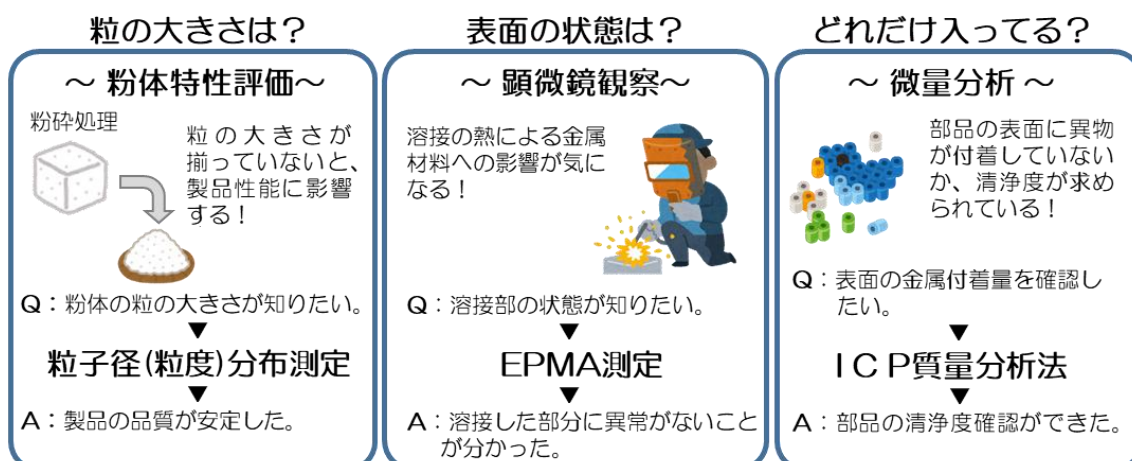 粒の大きさは？
～ 粉体特性評価～
粉砕処理
粒の大きさが
揃っていないと、
製品性能に影響
する！
Q：粉体の粒の大きさが知りたい。
▼
粒子径(粒度)分布測定
▼
A：製品の品質が安定した。
表面の状態は？
～ 顕微鏡観察～
溶接の熱による金属
材料への影響が気に
なる！
Q：溶接部の状態が知りたい。
▼
EPMA測定
▼
A：溶接した部分に異常がないこと
が分かった。
どれだけ入ってる？
～ 微量分析 ～
部品の表面に異物
が付着していない
か、清浄度が求め
られている！
Q：表面の金属付着量を確認し
たい。
▼
ＩＣＰ質量分析法
▼
A：部品の清浄度確認ができた。